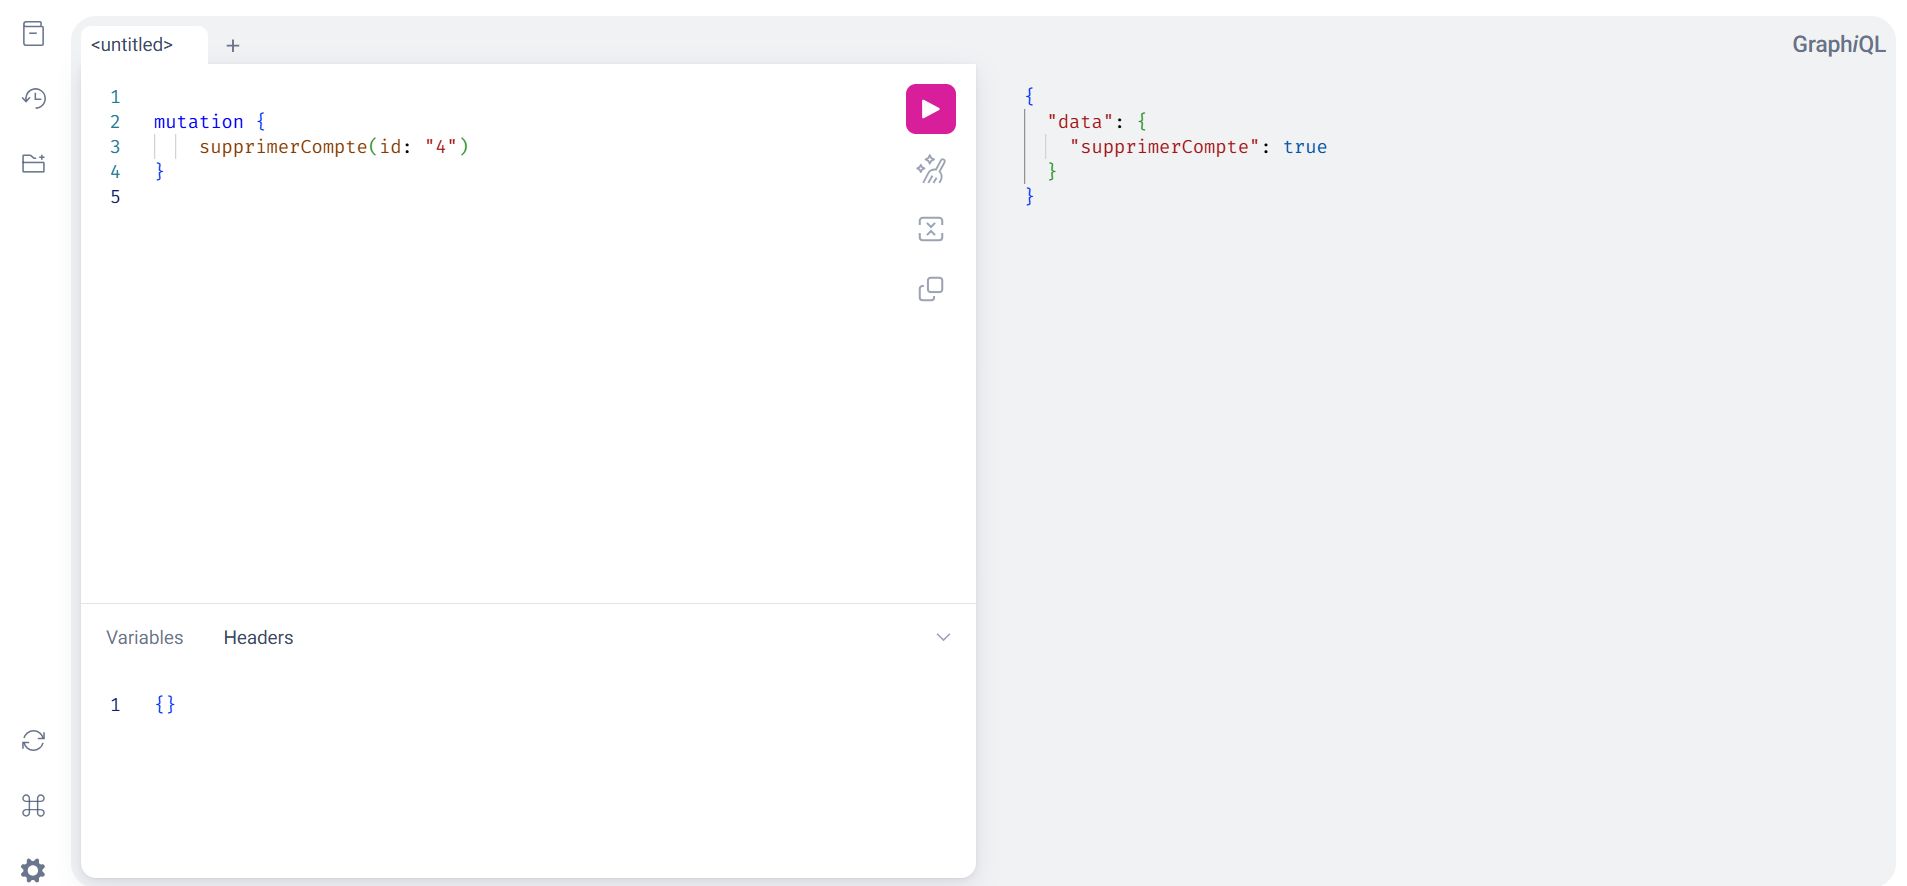 <untitled>
+
GraphiQL
1
2 mutation {
3 supprimerCompte(id: "4")
4 }
5
{
"data": {
"supprimerCompte": true
}
}
Variables Headers
1 {}